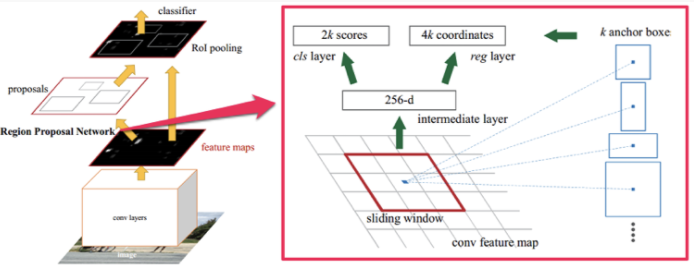 classifier
RoI pooling
proposals
Region Proposal Network
feature maps
conv layers
image
2k scores
4k coordinates
k anchor boxes
cls layer
reg layer
256-d
intermediate layer
sliding window
conv feature map